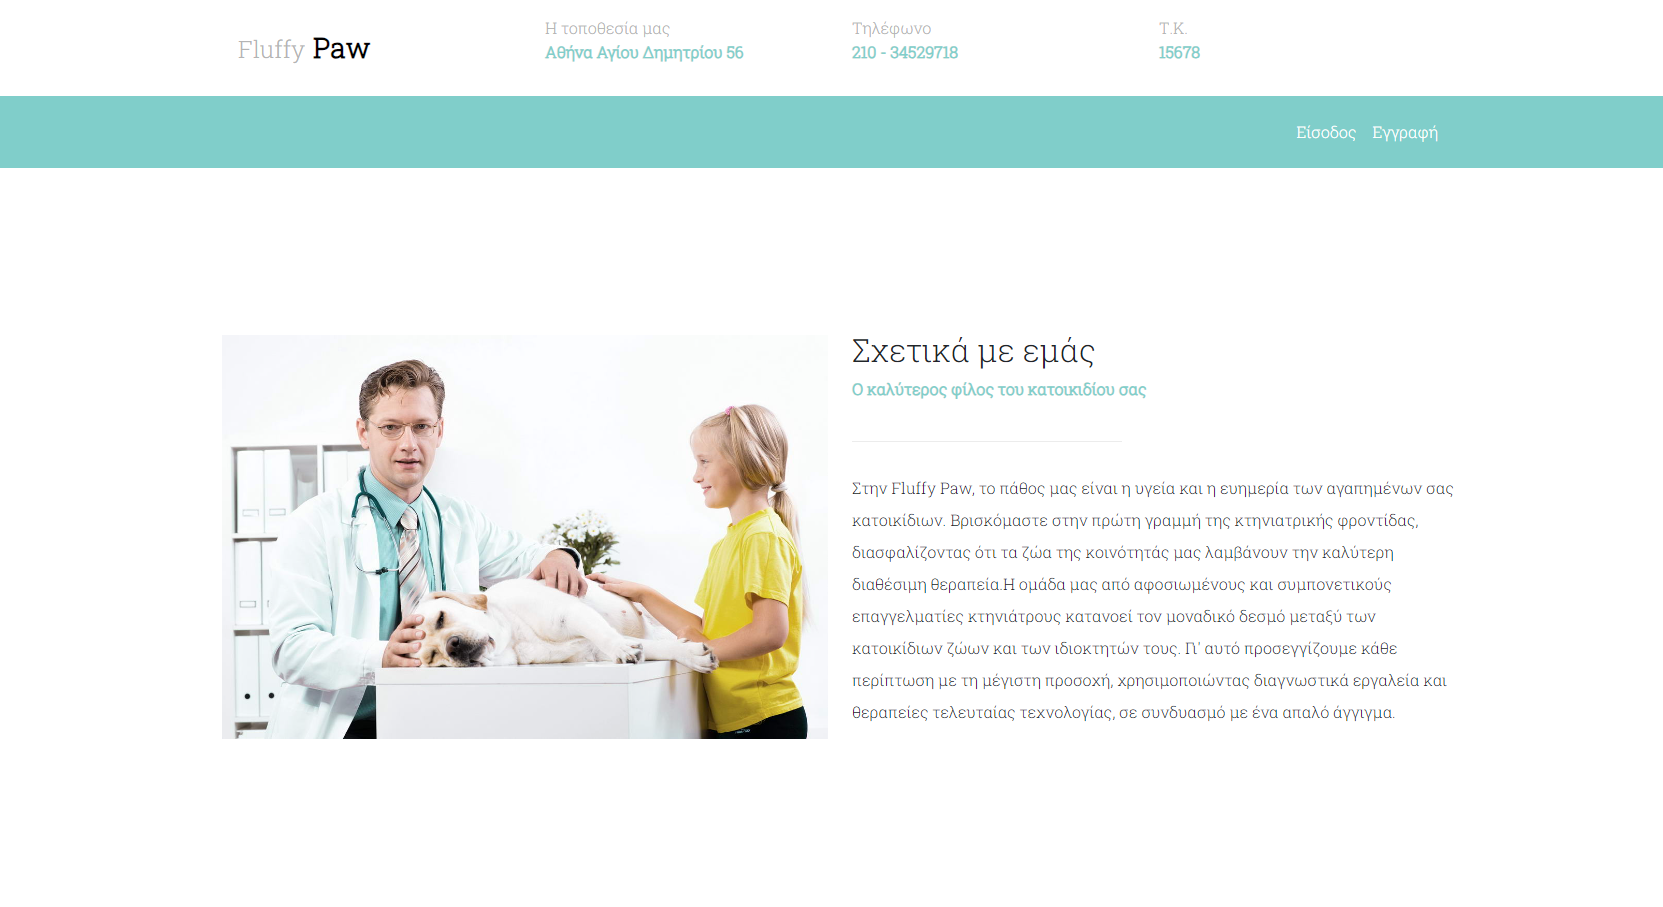 Fluffy Paw
Η τοποθεσία μας
Αθήνα Αγίου Δημητρίου 56
Τηλέφωνο
210 - 34529718
Τ.Κ.
15678
Είσοδος Εγγραφή
Σχετικά με εμάς
Ο καλύτερος φίλος του κατοικιδίου σας
Στην Fluffy Paw, το πάθος μας είναι η υγεία και η ευημερία των αγαπημένων σας
κατοικίδιων. Βρισκόμαστε στην πρώτη γραμμή της κτηνιατρικής φροντίδας,
διασφαλίζοντας ότι τα ζώα της κοινότητάς μας λαμβάνουν την καλύτερη
διαθέσιμη θεραπεία.Η ομάδα μας από αφοσιωμένους και συμπονετικούς
επαγγελματίες κτηνιάτρους κατανοεί τον μοναδικό δεσμό μεταξύ των
κατοικίδιων ζώων και των ιδιοκτητών τους. Γι' αυτό προσεγγίζουμε κάθε
περίπτωση με τη μέγιστη προσοχή, χρησιμοποιώντας διαγνωστικά εργαλεία και
θεραπείες τελευταίας τεχνολογίας, σε συνδυασμό με ένα απαλό άγγιγμα.